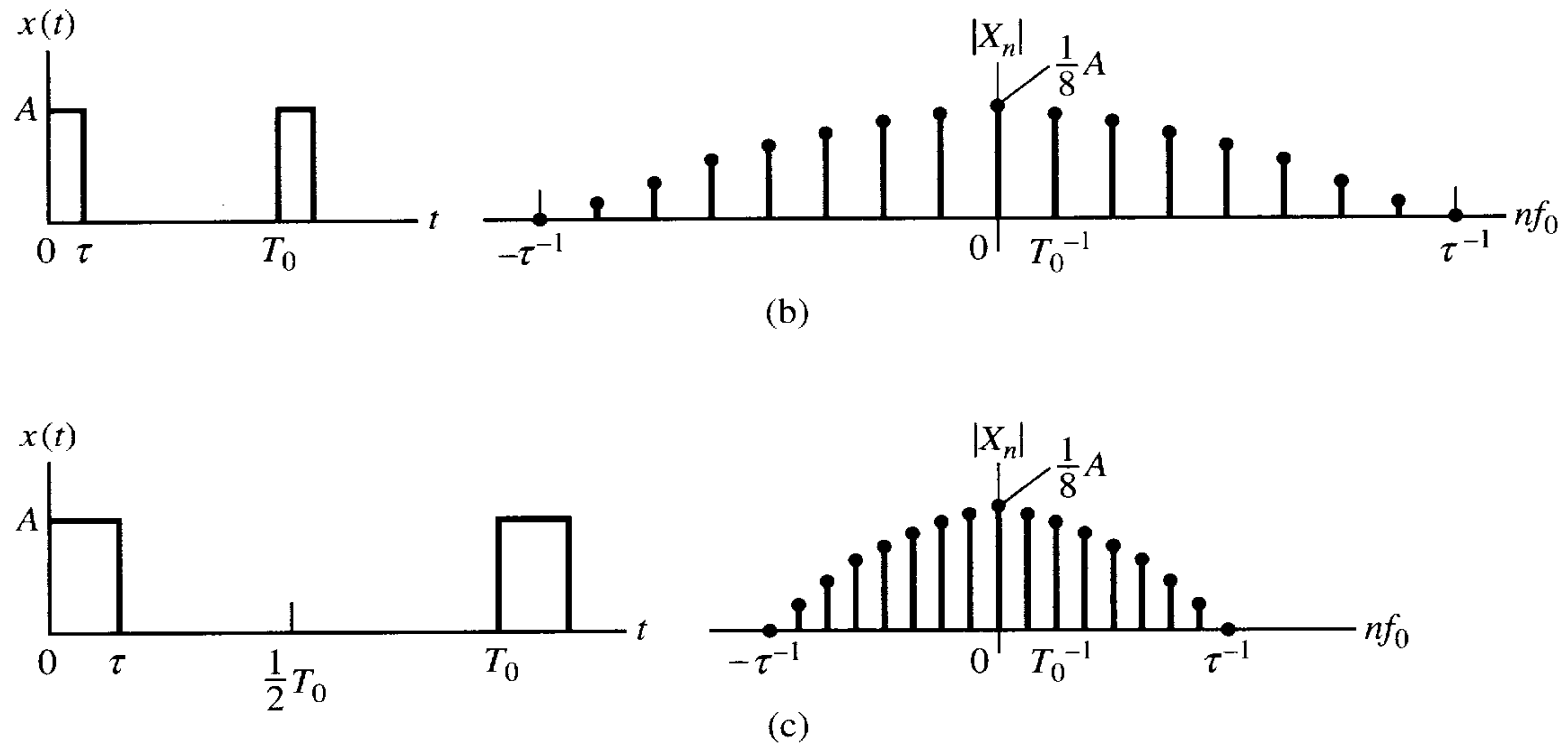 x(t)
A
0 τ T₀ t
|Xₙ|
1/8 A
−τ⁻¹ 0 T₀⁻¹ τ⁻¹ nf₀
(b)
x(t)
A
0 τ 1/2 T₀ T₀ t
|Xₙ|
1/8 A
−τ⁻¹ 0 T₀⁻¹ τ⁻¹ nf₀
(c)